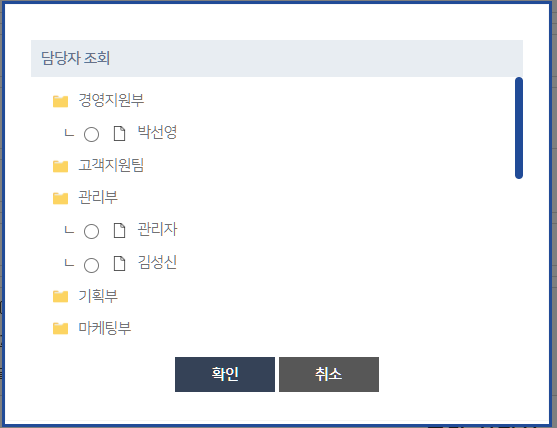 담당자 조회
경영지원부
ㄴ 박선영
고객지원팀
관리부
ㄴ 관리자
ㄴ 김성신
기획부
마케팅부
확인 취소